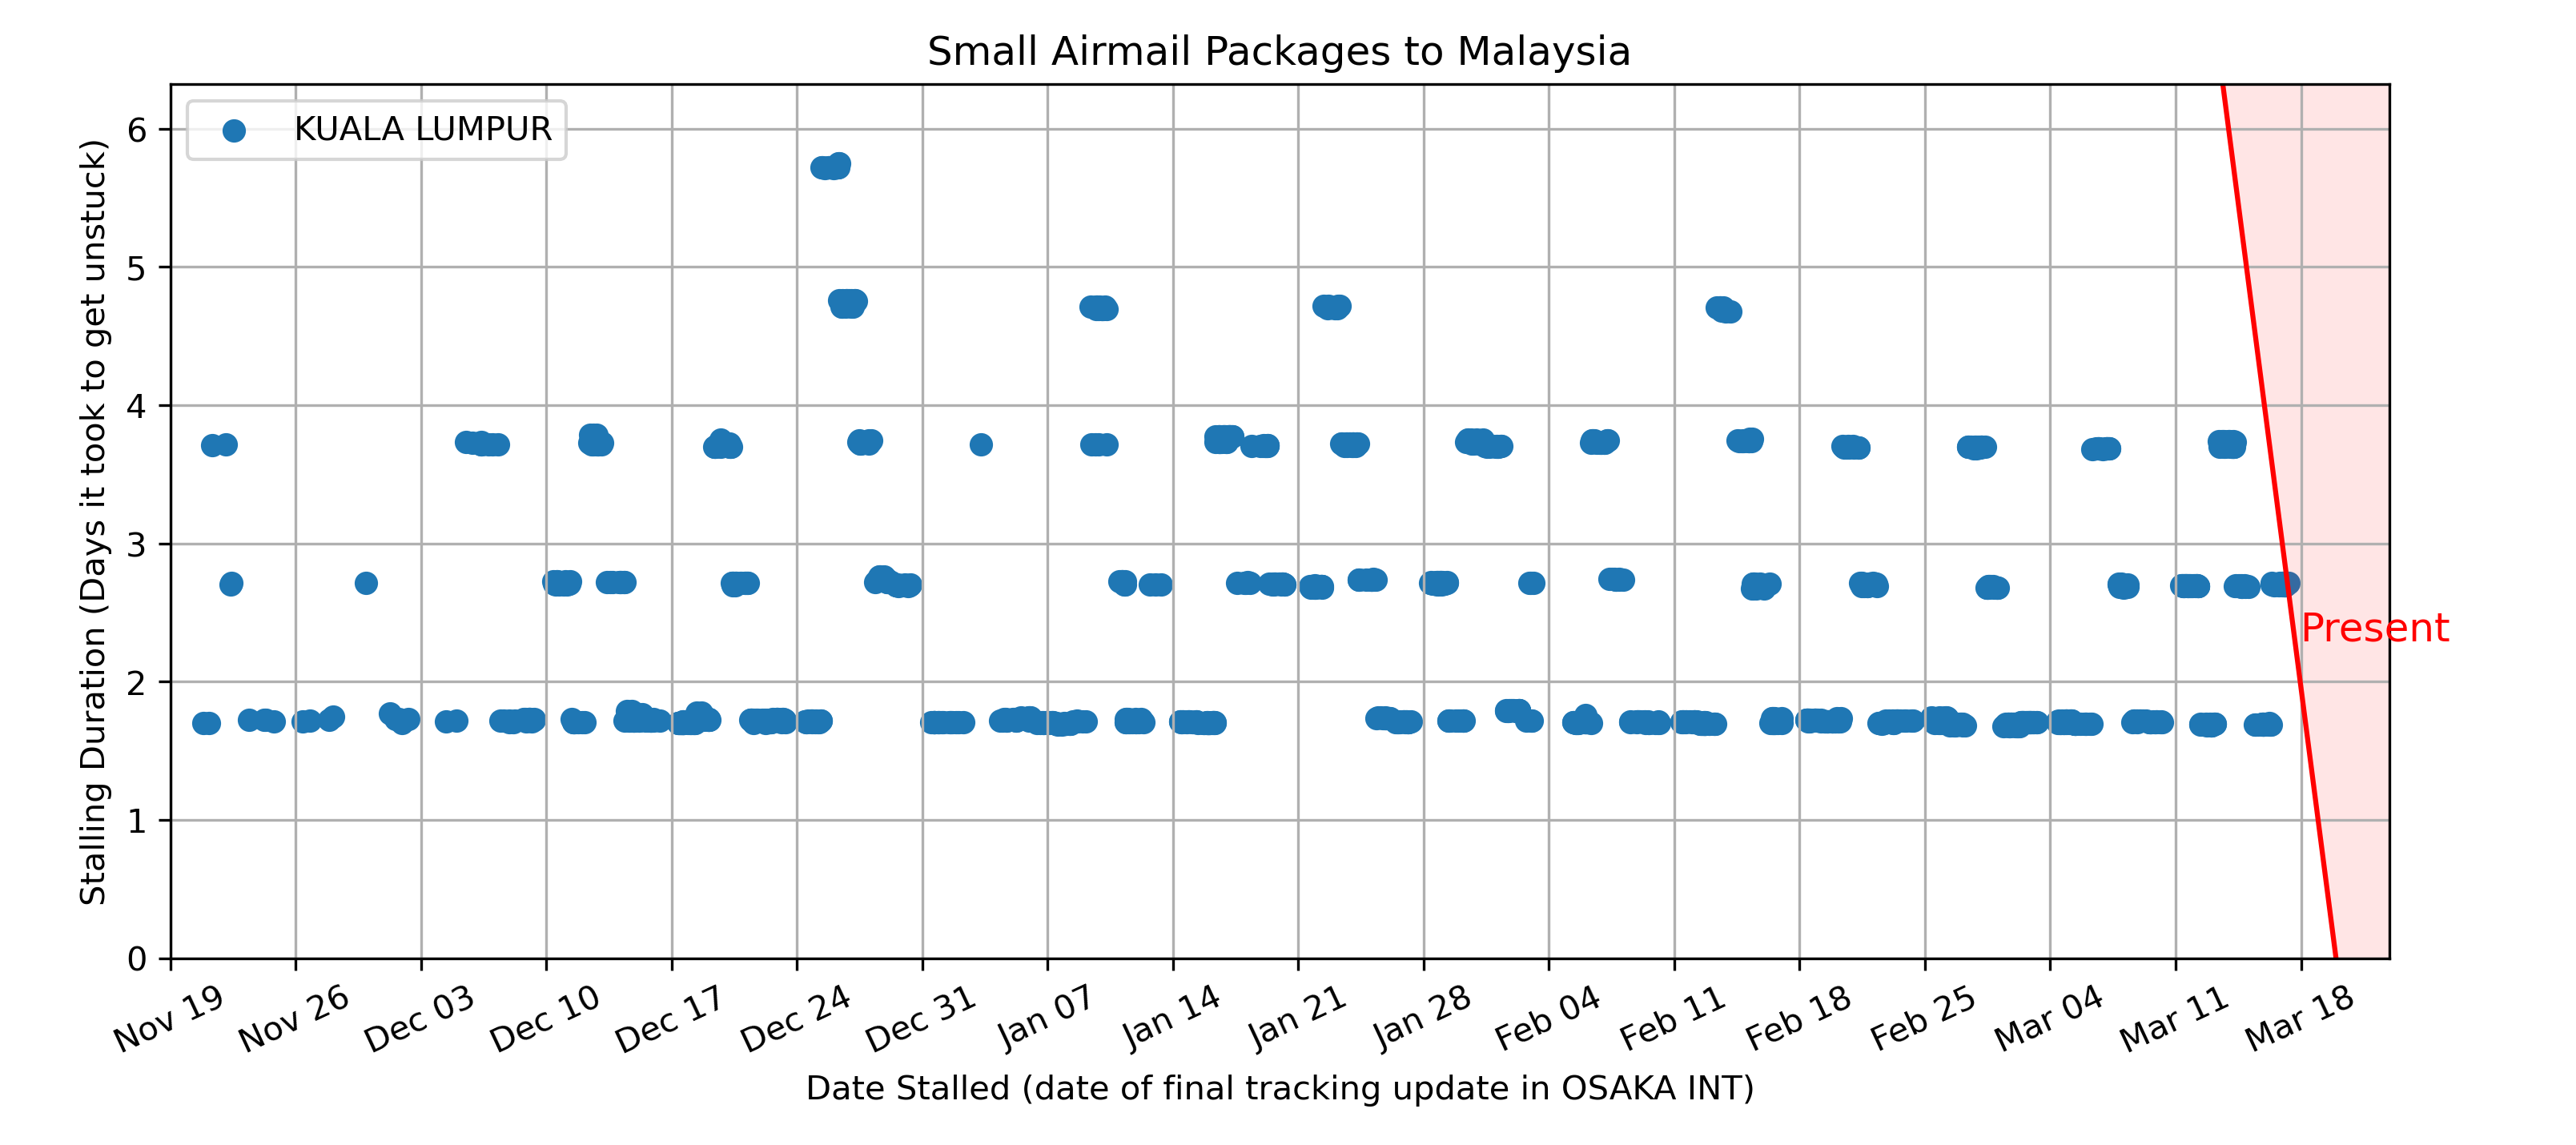 Small Airmail Packages to Malaysia
KUALA LUMPUR
Stalling Duration (Days it took to get unstuck)
6
5
4
3
2
1
0
Present
Nov 19 Nov 26 Dec 03 Dec 10 Dec 17 Dec 24 Dec 31 Jan 07 Jan 14 Jan 21 Jan 28 Feb 04 Feb 11 Feb 18 Feb 25 Mar 04 Mar 11 Mar 18
Date Stalled (date of final tracking update in OSAKA INT)